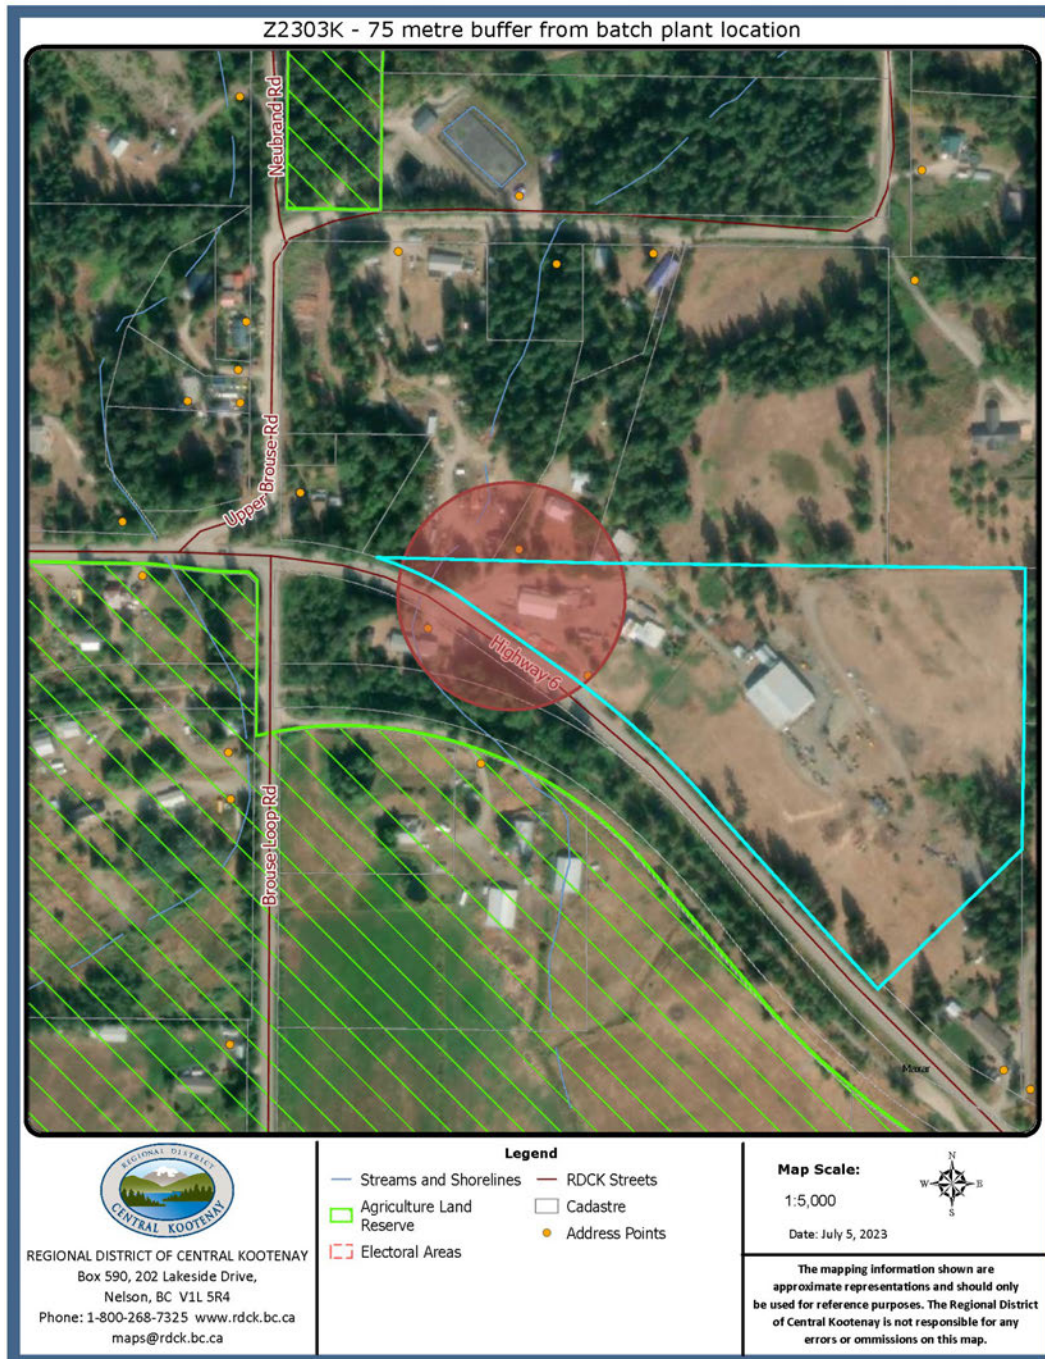 Z2303K - 75 metre buffer from batch plant location
Neubrand Rd
Upper Brouse Rd
Highway 6
Brouse Loop Rd
Maxar
REGIONAL DISTRICT
CENTRAL KOOTENAY
REGIONAL DISTRICT OF CENTRAL KOOTENAY
Box 590, 202 Lakeside Drive,
Nelson, BC V1L 5R4
Phone: 1-800-268-7325 www.rdck.bc.ca
maps@rdck.bc.ca
Legend
Streams and Shorelines
Agriculture Land
Reserve
Electoral Areas
RDCK Streets
Cadastre
Address Points
Map Scale:
1:5,000
Date: July 5, 2023
N
W E
S
The mapping information shown are
approximate representations and should only
be used for reference purposes. The Regional District
of Central Kootenay is not responsible for any
errors or ommissions on this map.